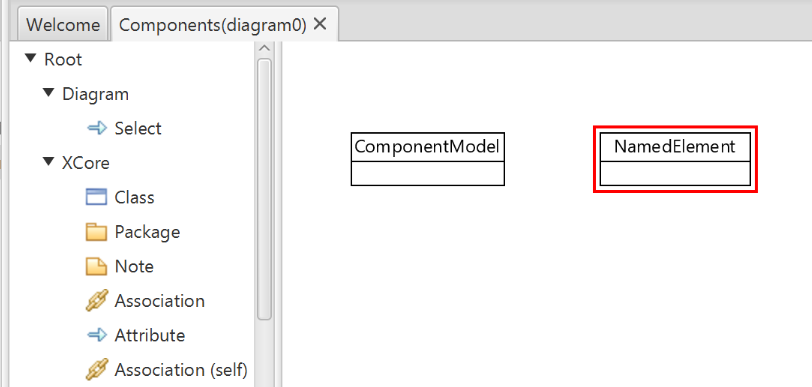 Welcome
Components(diagram0)
Root
Diagram
Select
XCore
Class
Package
Note
Association
Attribute
Association (self)
ComponentModel
NamedElement